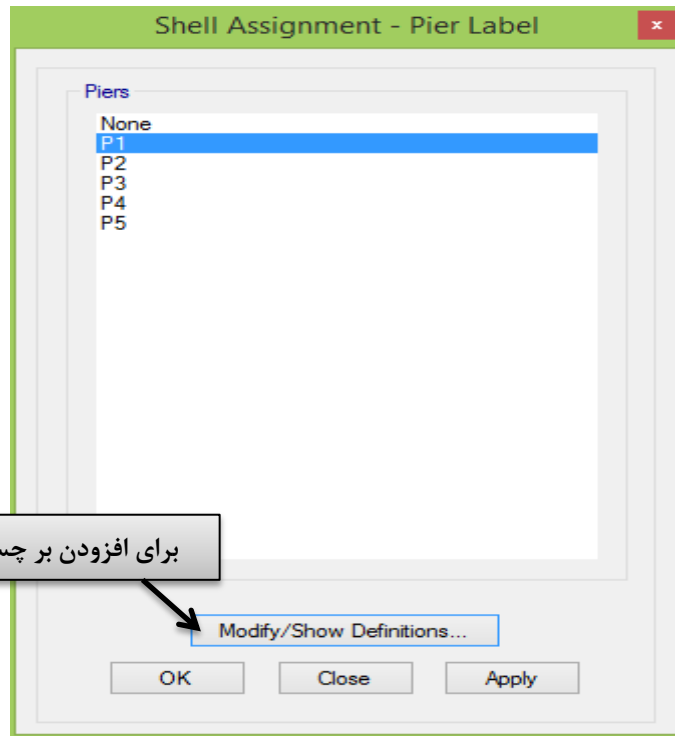 Shell Assignment - Pier Label
x
Piers
None
P1
P2
P3
P4
P5
برای افزودن بر
Modify/Show Definitions...
OK Close Apply